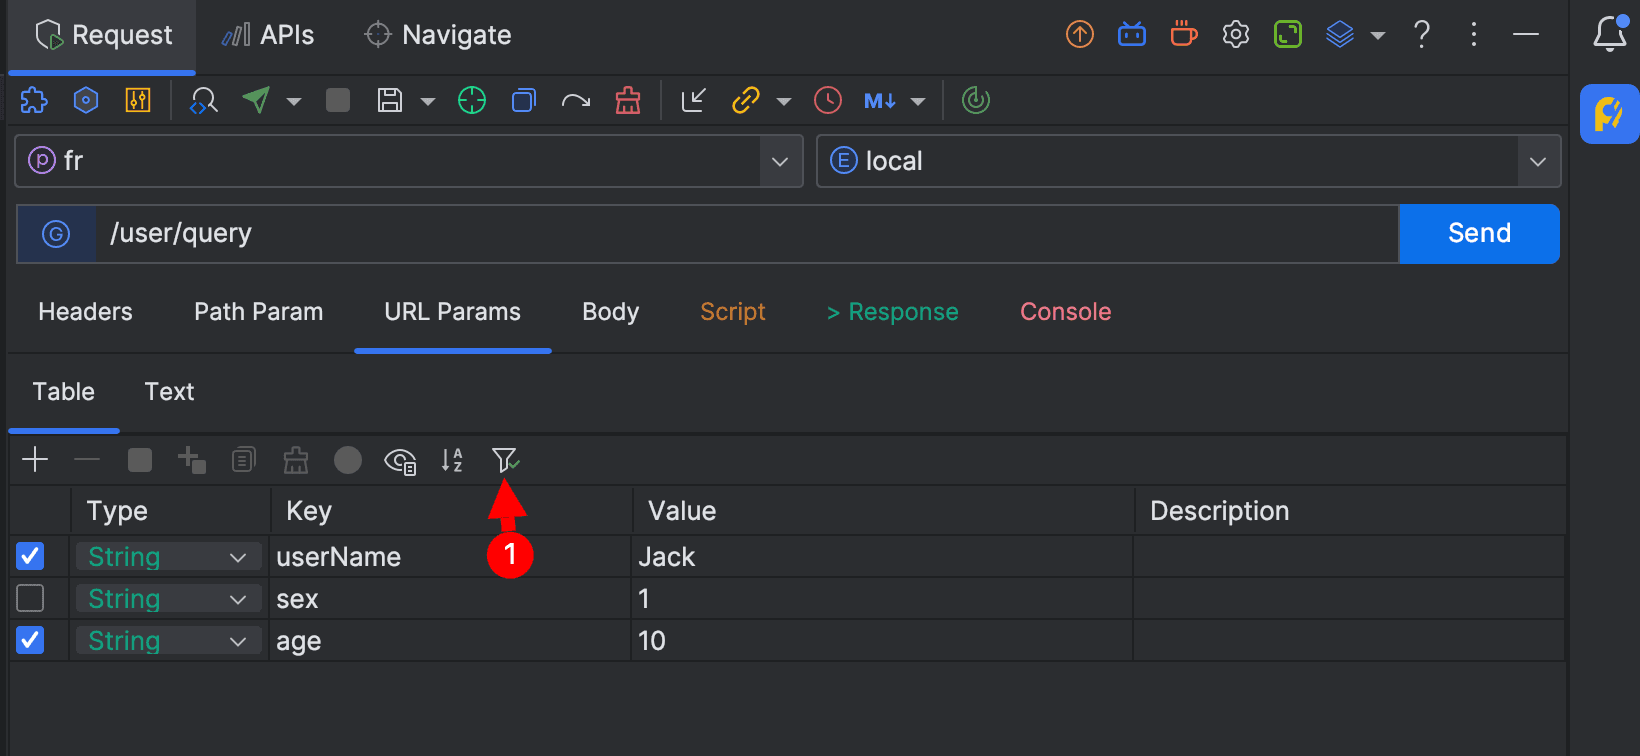 Request APIs Navigate
M↓
P fr E local
G /user/query Send
Headers Path Param URL Params Body Script > Response Console
Table Text
A Z
Type Key Value Description
String userName 1 Jack
String sex 1
String age 10